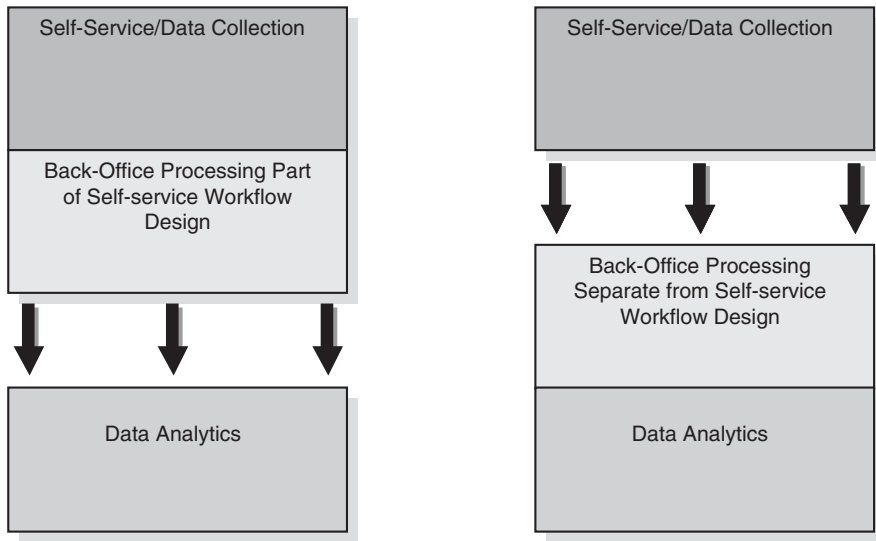 Self-Service/Data Collection
Back-Office Processing Part
of Self-service Workflow
Design
Data Analytics
Self-Service/Data Collection
Back-Office Processing
Separate from Self-service
Workflow Design
Data Analytics